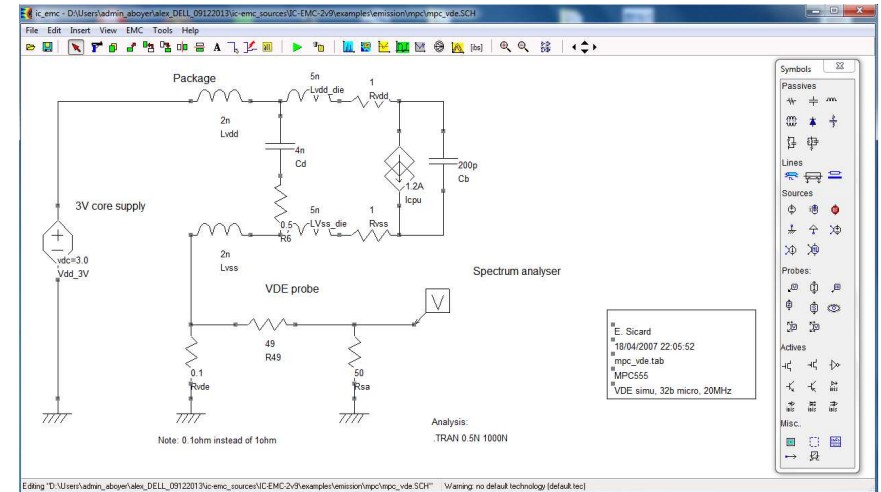 ic_emc - D:\Users\admin_aboyer\alex_DELL_09122013\ic-emc_sources\IC-EMC-2v9\examples\emission\mpc\mpc_vde.SCH
File Edit Insert View EMC Tools Help
[bs]
Symbols
Passives
Lines
Sources
Probes:
Actives
Misc..
Package
5n
Lvdd_die
1
Rvdd
2n
Lvdd
4n
Cd
200p
Cb
1.2A
Icpu
3V core supply
vdc=3.0
Vdd_3V
0.5
R6
5n
LVss_die
1
Rvss
2n
Lvss
VDE probe
Spectrum analyser
V
49
R49
0.1
Rvde
50
Rsa
E. Sicard
18/04/2007 22:05:52
mpc_vde.tab
MPC555
VDE simu, 32b micro, 20MHz
Note: 0.1ohm instead of 1ohm
Analysis:
.TRAN 0.5N 1000N
Editing "D:\Users\admin_aboyer\alex_DELL_09122013\ic-emc_sources\IC-EMC-2v9\examples\emission\mpc\mpc_vde.SCH" Warning: no default technology (default.tec)